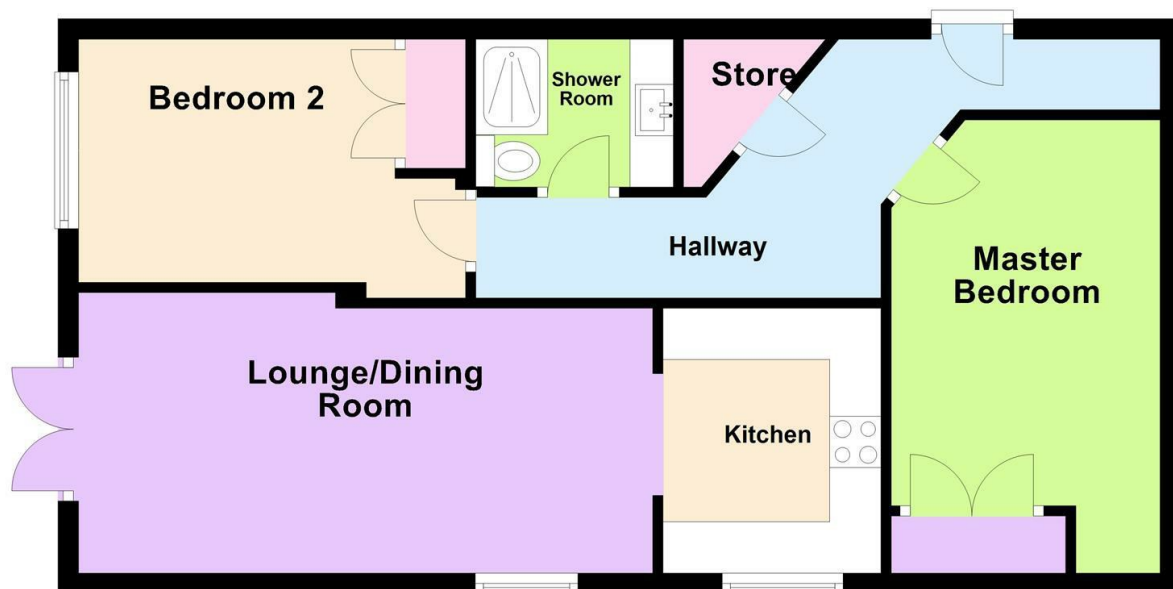 Bedroom 2
Shower
Room
Store
Hallway
Master
Bedroom
Lounge/Dining
Room
Kitchen